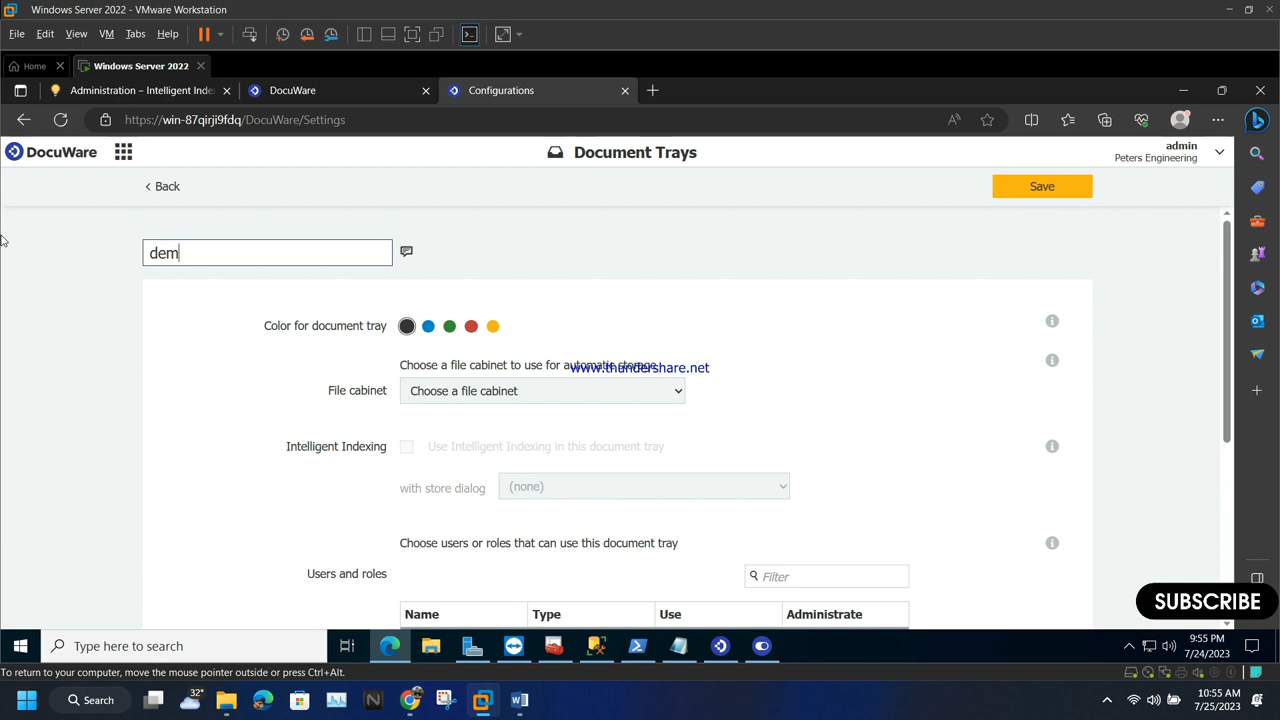 Windows Server 2022 - VMware Workstation
File Edit View VM Tabs Help
Home Windows Server 2022
Administration – Intelligent Inde DocuWare Configurations
https://win-87qirji9fdq/DocuWare/Settings
DocuWare Document Trays admin
Peters Engineering
Back Save
dem
Color for document tray
Choose a file cabinet to use for automatic storage
www.thundershare.net
File cabinet Choose a file cabinet
Intelligent Indexing Use Intelligent Indexing in this document tray
with store dialog (none)
Choose users or roles that can use this document tray
Users and roles Filter
Name Type Use Administrate
SUBSCRIBE
Type here to search 9:55 PM
7/24/2023
To return to your computer, move the mouse pointer outside or press Ctrl+Alt.
Search 32° 10:55 AM
7/25/2023